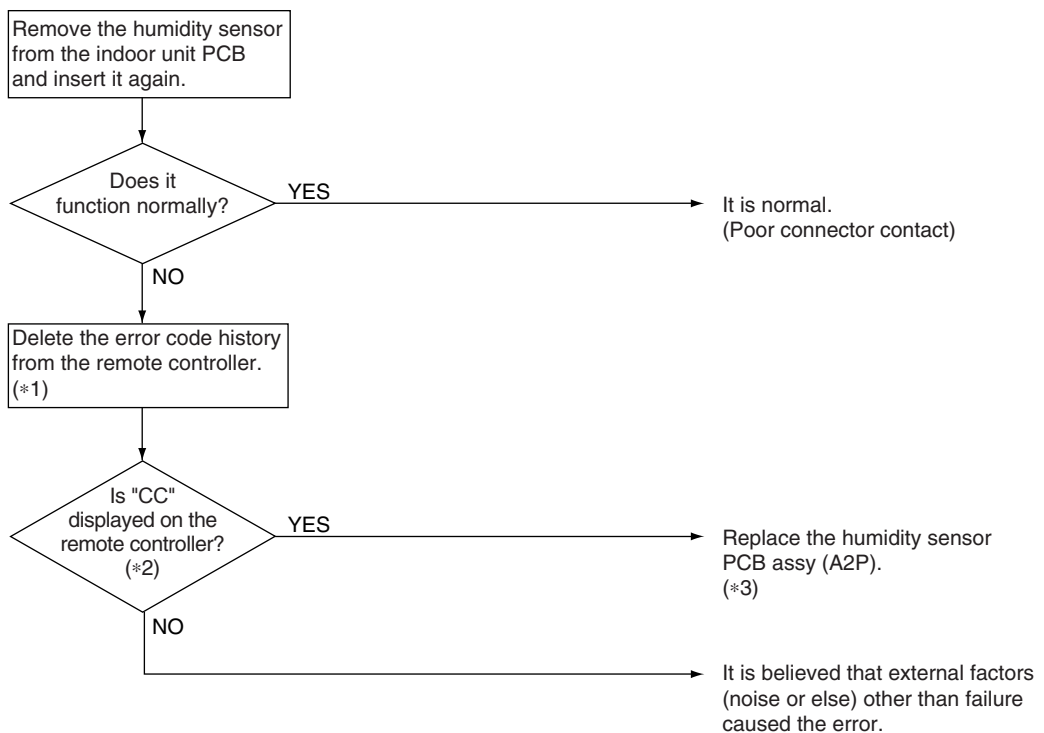 Remove the humidity sensor
from the indoor unit PCB
and insert it again.
Does it
function normally?
YES
It is normal.
(Poor connector contact)
NO
Delete the error code history
from the remote controller.
(*1)
Is "CC"
displayed on the
remote controller?
(*2)
YES
Replace the humidity sensor
PCB assy (A2P).
(*3)
NO
It is believed that external factors
(noise or else) other than failure
caused the error.